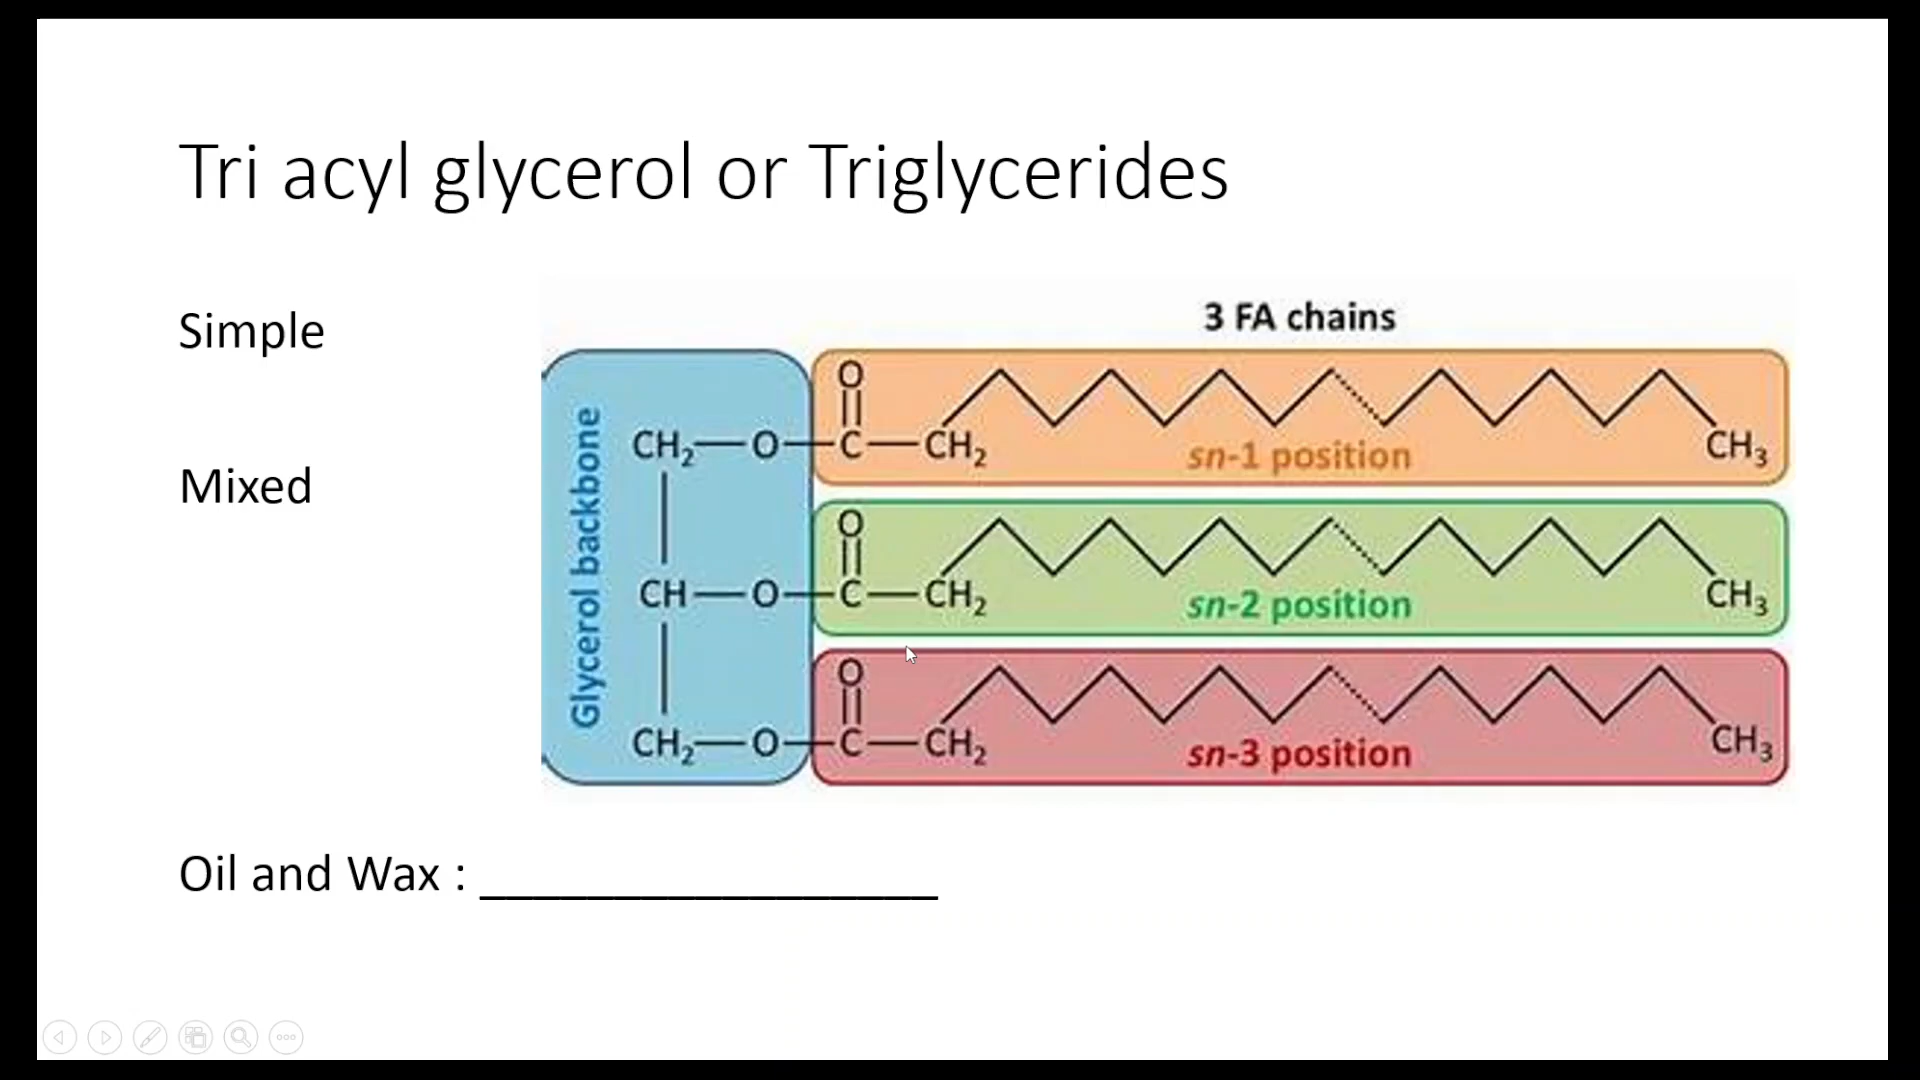 Tri acyl glycerol or Triglycerides
Simple
Mixed
3 FA chains
Glycerol backbone
CH₂—O—C—CH₂
O
CH₃
sn-1 position
CH—O—C—CH₂
O
CH₃
sn-2 position
CH₂—O—C—CH₂
O
CH₃
sn-3 position
Oil and Wax : __________________